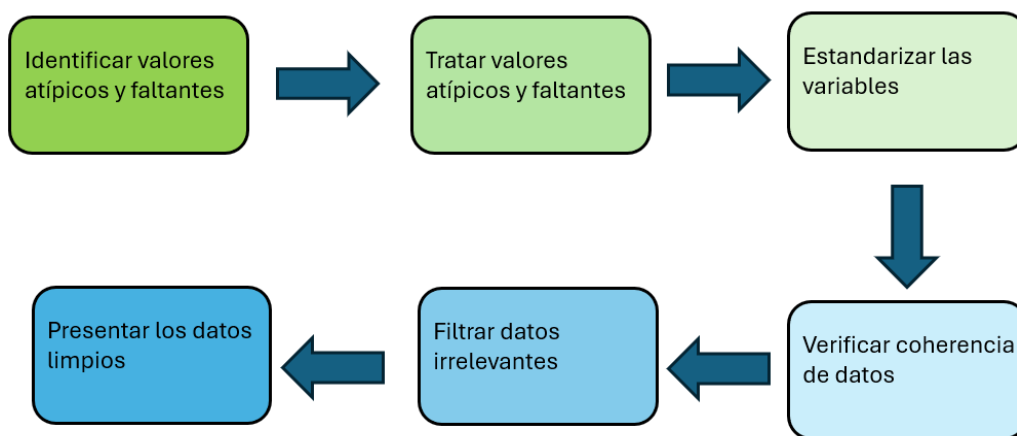 Identificar valores
atípicos y faltantes
Tratar valores
atípicos y faltantes
Estandarizar las
variables
Verificar coherencia
de datos
Filtrar datos
irrelevantes
Presentar los datos
limpios